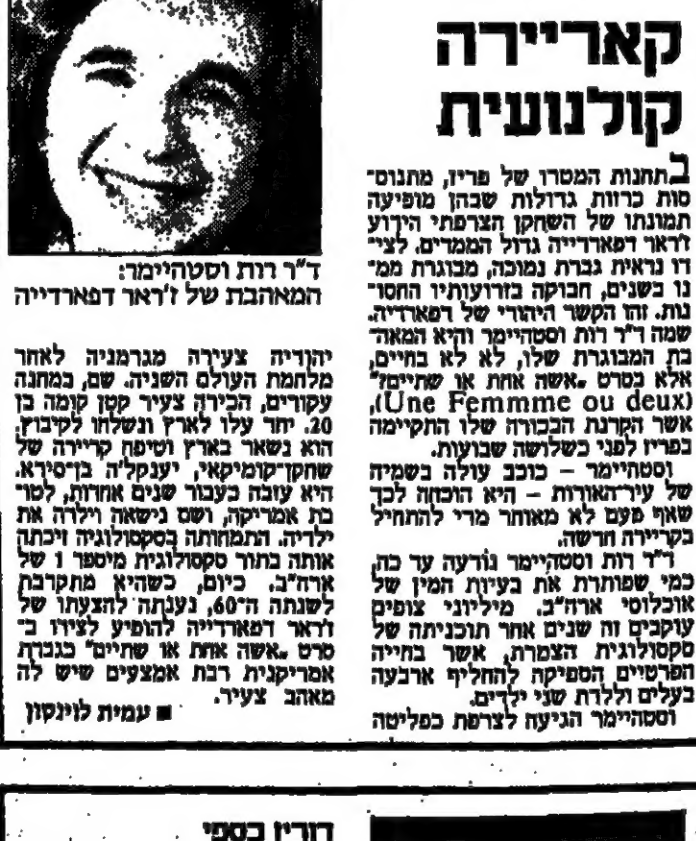 קאריירה
קולנועית
בתחנות המטרו של פריז, מתנוס־
סות כרזות גדולות שבהן מופיעה
תמונתו של השחקן הצרפתי הידוע
ז'ראר דפארדייה גדול הממדים. לצי־
דו נראית גברת נמוכה, מבוגרת ממ־
נו בשנים, חבוקה בזרועותיו החסו־
נות. זהו הקשר היהודי של דפארדיה.
שמה ד"ר רות וסטהיימר והיא המאה־
בת המבוגרת שלו, לא לא בחיים,
אלא בסרט „אשה אחת או שתיים?"
(Une Femmme ou deux),
אשר הקרנת הבכורה שלו התקיימה
בפריז לפני כשלושה שבועות.
וסטהיימר – כוכב עולה בשמיה
של עיר־האורות – היא הוכחה לכך
שאף פעם לא מאוחר מדי להתחיל
בקריירה חדשה.
ד"ר רות וסטהיימר נודעה עד כה,
כמי שפותרת את בעיות המין של
אוכלוסי ארה"ב. מיליוני צופים
עוקבים זה שנים אחר תוכניתה של
סקסולוגית הצמרת, אשר בחייה
הפרטיים הספיקה להחליף ארבעה
בעלים וללדת שני ילדים.
וסטהיימר הגיעה לצרפת כפליטה
ד"ר רות וסטהיימר:
המאהבת של ז'ראר דפארדייה
יהודיה צעירה מגרמניה לאחר
מלחמת העולם השניה. שם, במחנה
עקורים, הכירה צעיר קטן קומה בן
20. יחד עלו לארץ ונשלחו לקיבוץ.
הוא נשאר בארץ וטיפח קריירה של
שחקן־קומיקאי, יענקל'ה בן־סירא.
היא עזבה כעבור שנים אחדות, לטו־
בת אמריקה, ושם נישאה וילדה את
ילדיה. התמחותה בסקסולוגיה זיכתה
אותה בתור סקסולוגית מיספר 1 של
ארה"ב. כיום, כשהיא מתקרבת
לשנתה ה־60, נענתה להצעתו של
ז'ראר דפארדייה להופיע לצידו ב־
סרט „אשה אחת או שתיים" כגברת
אמריקנית רבת אמצעים שיש לה
מאהב צעיר.
■ עמית לוינסון
דורין כספי